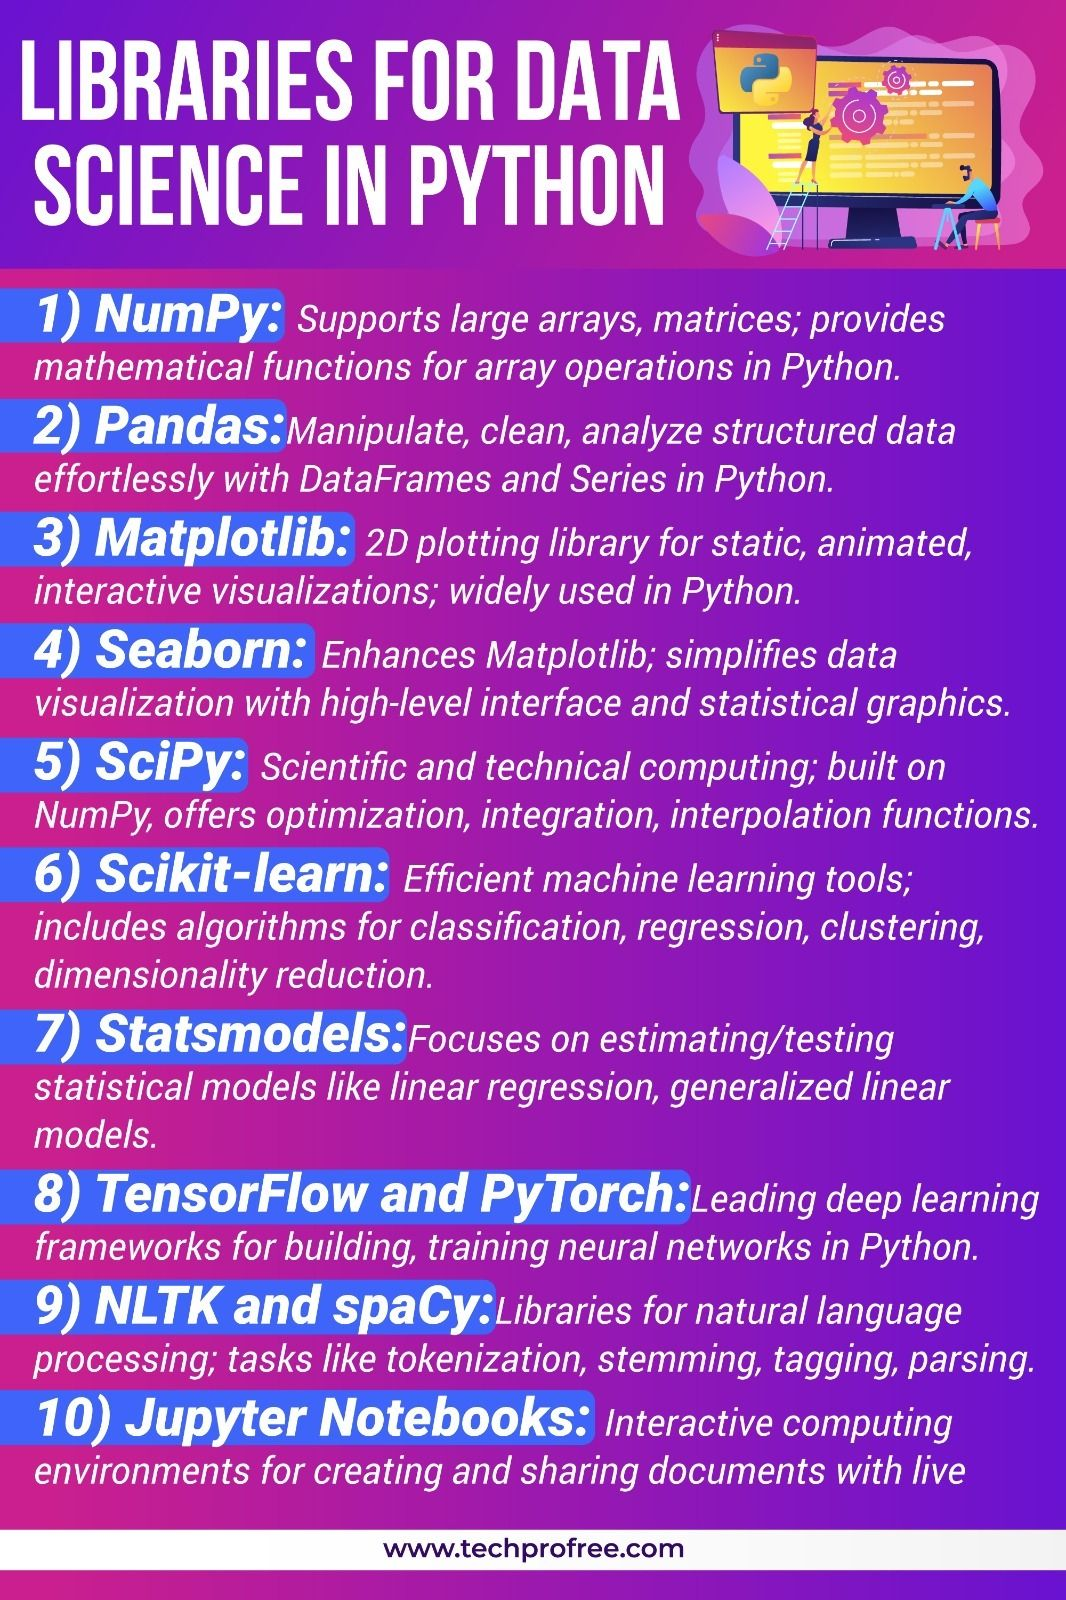 LIBRARIES FOR DATA
SCIENCE IN PYTHON
1) NumPy: Supports large arrays, matrices; provides
mathematical functions for array operations in Python.
2) Pandas:Manipulate, clean, analyze structured data
effortlessly with DataFrames and Series in Python.
3) Matplotlib: 2D plotting library for static, animated,
interactive visualizations; widely used in Python.
4) Seaborn: Enhances Matplotlib; simplifies data
visualization with high-level interface and statistical graphics.
5) SciPy: Scientific and technical computing; built on
NumPy, offers optimization, integration, interpolation functions.
6) Scikit-learn: Efficient machine learning tools;
includes algorithms for classification, regression, clustering,
dimensionality reduction.
7) Statsmodels:Focuses on estimating/testing
statistical models like linear regression, generalized linear
models.
8) TensorFlow and PyTorch:Leading deep learning
frameworks for building, training neural networks in Python.
9) NLTK and spaCy:Libraries for natural language
processing; tasks like tokenization, stemming, tagging, parsing.
10) Jupyter Notebooks: Interactive computing
environments for creating and sharing documents with live
www.techprofree.com